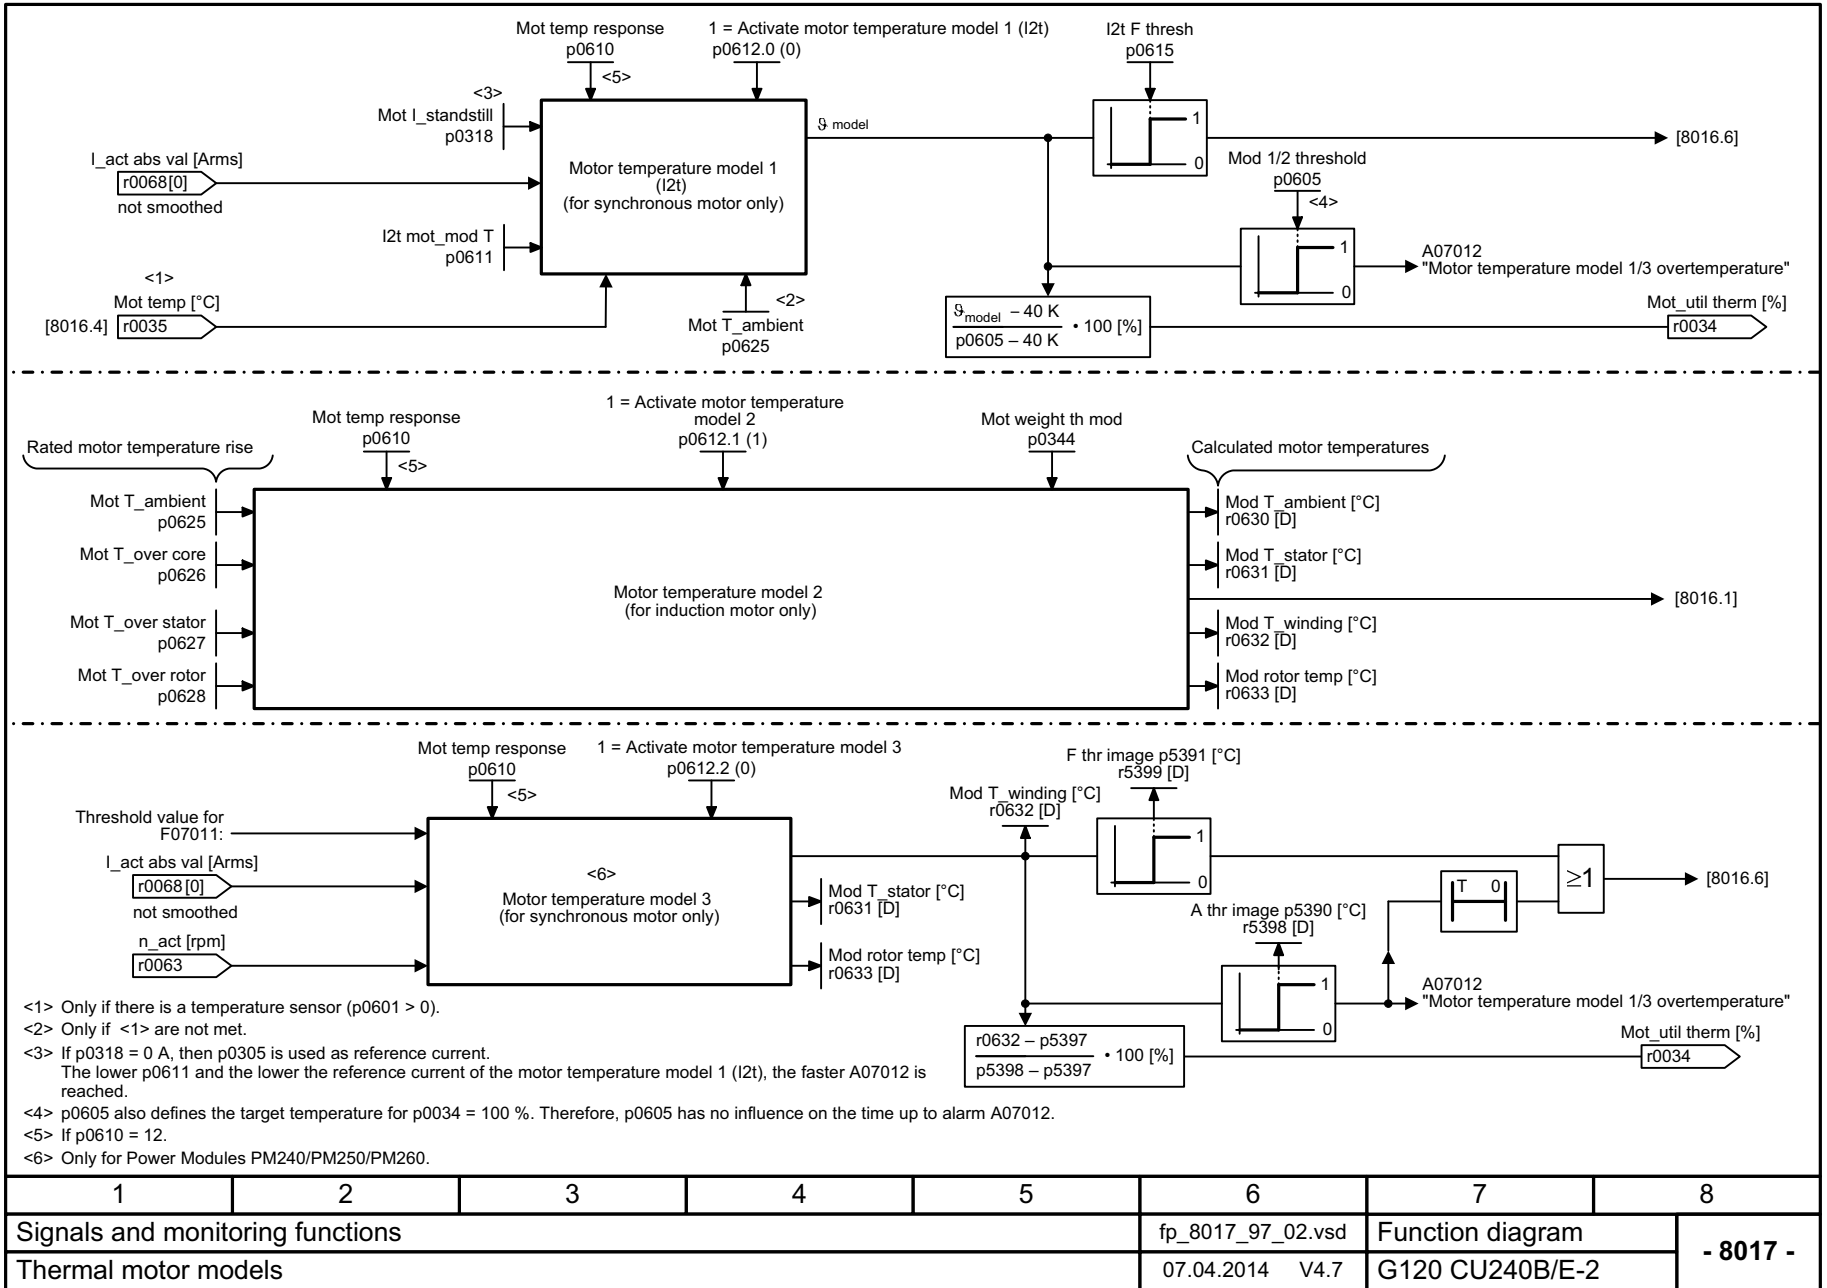 Mot temp response
p0610
<5>
1 = Activate motor temperature model 1 (I2t)
p0612.0 (0)
I2t F thresh
p0615
<3>
Mot I_standstill
p0318
I_act abs val [Arms]
r0068[0]
not smoothed
I2t mot_mod T
p0611
<1>
Mot temp [°C]
[8016.4]
r0035
Motor temperature model 1
(I2t)
(for synchronous motor only)
<2>
Mot T_ambient
p0625
ϑ model
1
0
[8016.6]
Mod 1/2 threshold
p0605
<4>
1
0
A07012
"Motor temperature model 1/3 overtemperature"
ϑmodel – 40 K
p0605 – 40 K
• 100 [%]
Mot_util therm [%]
r0034
Rated motor temperature rise
Mot temp response
p0610
<5>
1 = Activate motor temperature
model 2
p0612.1 (1)
Mot weight th mod
p0344
Calculated motor temperatures
Mot T_ambient
p0625
Mot T_over core
p0626
Mot T_over stator
p0627
Mot T_over rotor
p0628
Motor temperature model 2
(for induction motor only)
Mod T_ambient [°C]
r0630 [D]
Mod T_stator [°C]
r0631 [D]
[8016.1]
Mod T_winding [°C]
r0632 [D]
Mod rotor temp [°C]
r0633 [D]
Mot temp response
p0610
<5>
1 = Activate motor temperature model 3
p0612.2 (0)
Threshold value for
F07011:
I_act abs val [Arms]
r0068[0]
not smoothed
n_act [rpm]
r0063
<6>
Motor temperature model 3
(for synchronous motor only)
Mod T_stator [°C]
r0631 [D]
Mod rotor temp [°C]
r0633 [D]
Mod T_winding [°C]
r0632 [D]
F thr image p5391 [°C]
r5399 [D]
1
0
A thr image p5390 [°C]
r5398 [D]
1
0
T 0
≥1
[8016.6]
A07012
"Motor temperature model 1/3 overtemperature"
r0632 – p5397
p5398 – p5397
• 100 [%]
Mot_util therm [%]
r0034
<1> Only if there is a temperature sensor (p0601 > 0).
<2> Only if <1> are not met.
<3> If p0318 = 0 A, then p0305 is used as reference current.
The lower p0611 and the lower the reference current of the motor temperature model 1 (I2t), the faster A07012 is
reached.
<4> p0605 also defines the target temperature for p0034 = 100 %. Therefore, p0605 has no influence on the time up to alarm A07012.
<5> If p0610 = 12.
<6> Only for Power Modules PM240/PM250/PM260.
1 2 3 4 5 6 7 8
Signals and monitoring functions
fp_8017_97_02.vsd
Function diagram
- 8017 -
Thermal motor models
07.04.2014 V4.7
G120 CU240B/E-2